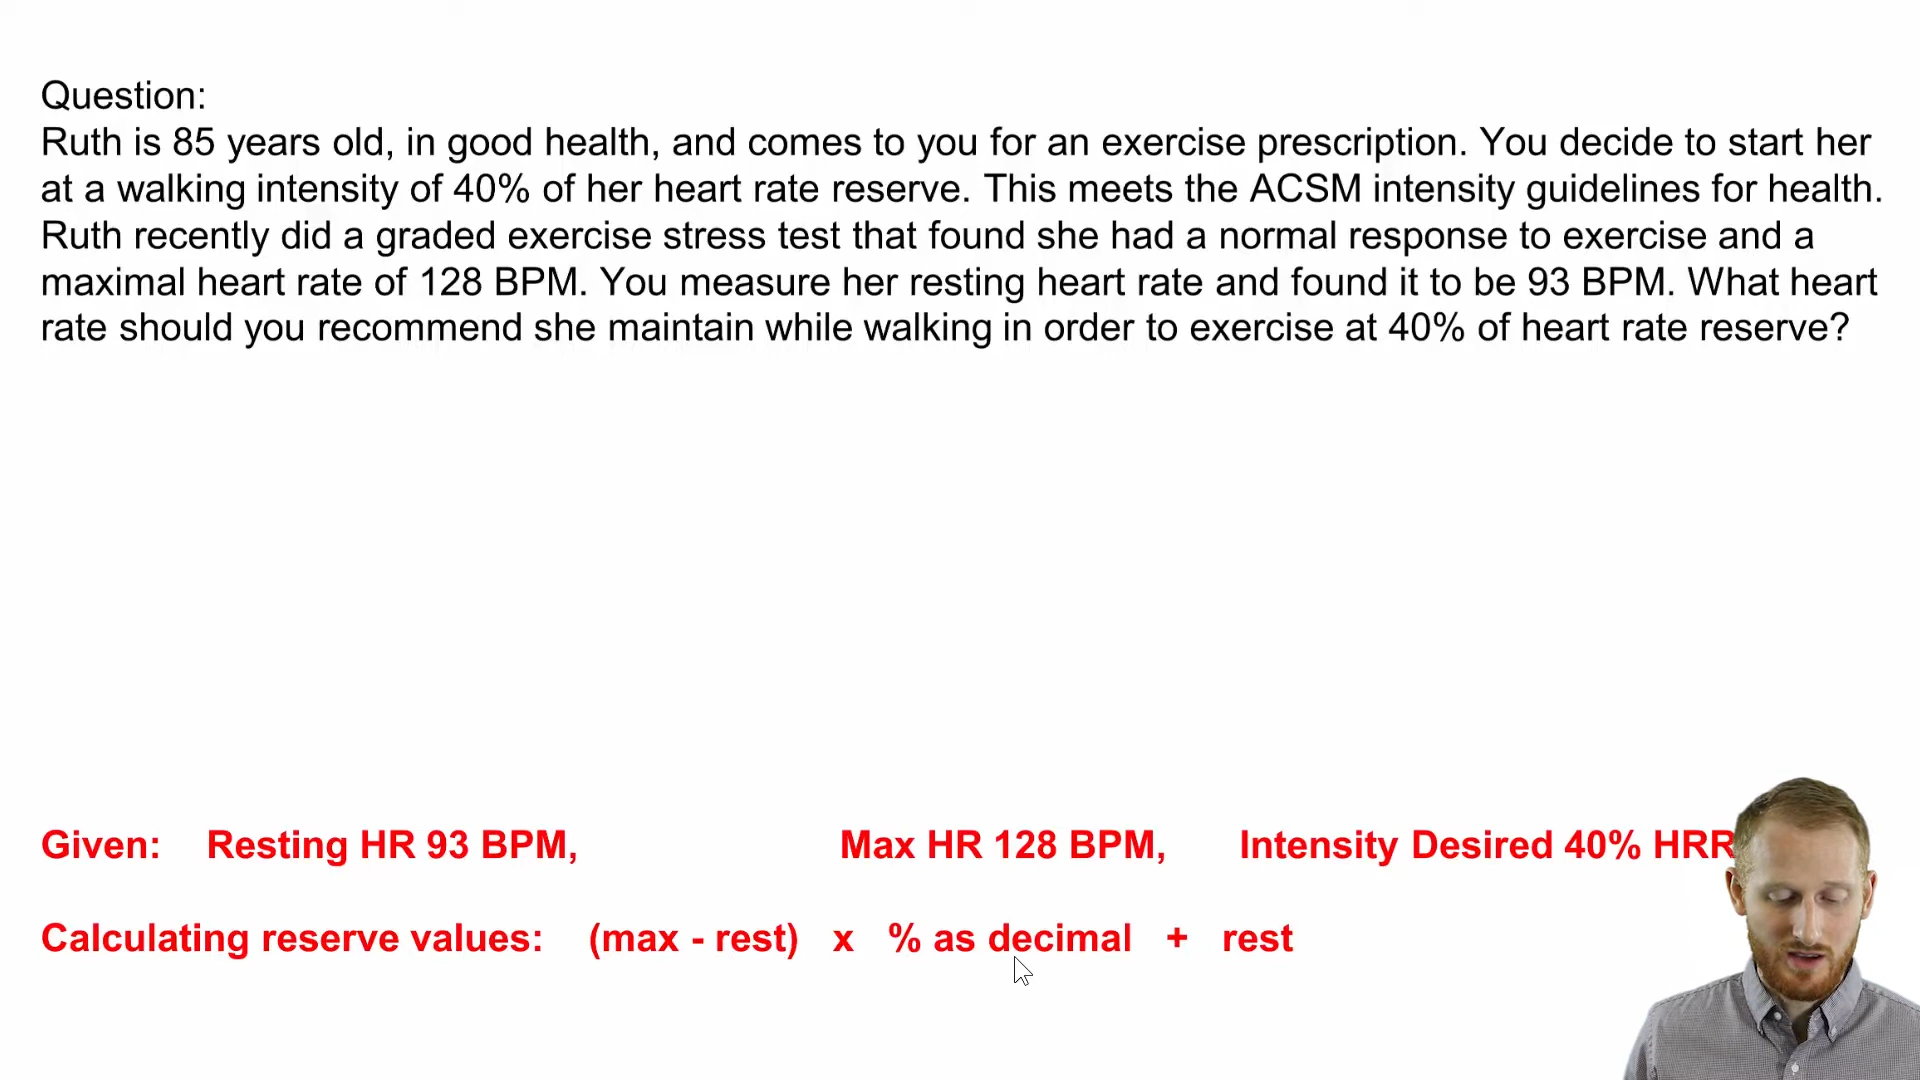 Question:
Ruth is 85 years old, in good health, and comes to you for an exercise prescription. You decide to start her
at a walking intensity of 40% of her heart rate reserve. This meets the ACSM intensity guidelines for health.
Ruth recently did a graded exercise stress test that found she had a normal response to exercise and a
maximal heart rate of 128 BPM. You measure her resting heart rate and found it to be 93 BPM. What heart
rate should you recommend she maintain while walking in order to exercise at 40% of heart rate reserve?
Given: Resting HR 93 BPM, Max HR 128 BPM, Intensity Desired 40% HRR
Calculating reserve values: (max - rest) x % as decimal + rest